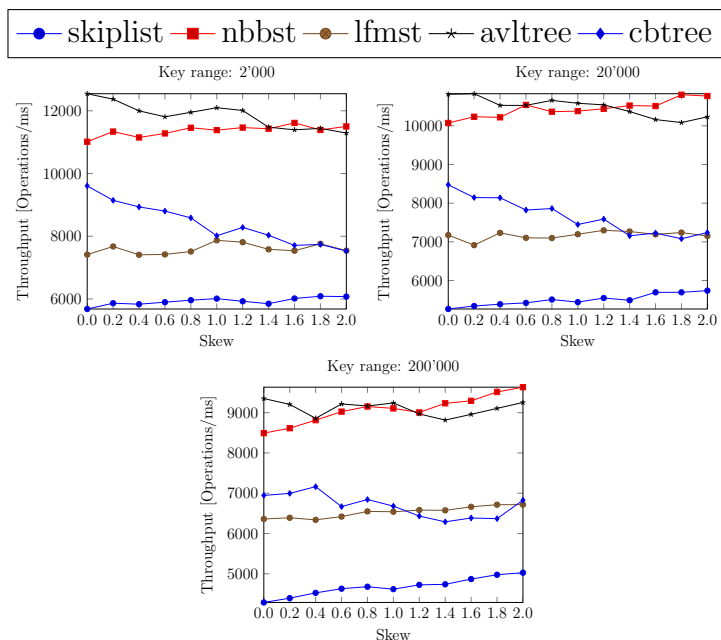 skiplist nbbst lfmst avltree cbtree
Key range: 2'000
Throughput [Operations/ms]
12000
10000
8000
6000
0.0 0.2 0.4 0.6 0.8 1.0 1.2 1.4 1.6 1.8 2.0
Skew
Key range: 20'000
Throughput [Operations/ms]
10000
9000
8000
7000
6000
0.0 0.2 0.4 0.6 0.8 1.0 1.2 1.4 1.6 1.8 2.0
Skew
Key range: 200'000
Throughput [Operations/ms]
9000
8000
7000
6000
5000
0.0 0.2 0.4 0.6 0.8 1.0 1.2 1.4 1.6 1.8 2.0
Skew